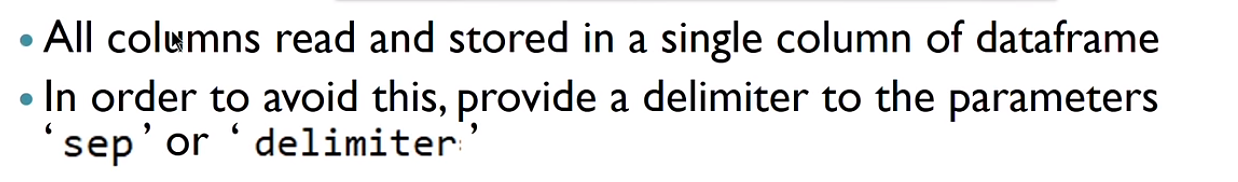 • All columns read and stored in a single column of dataframe
• In order to avoid this, provide a delimiter to the parameters
‘sep’ or ‘delimiter’